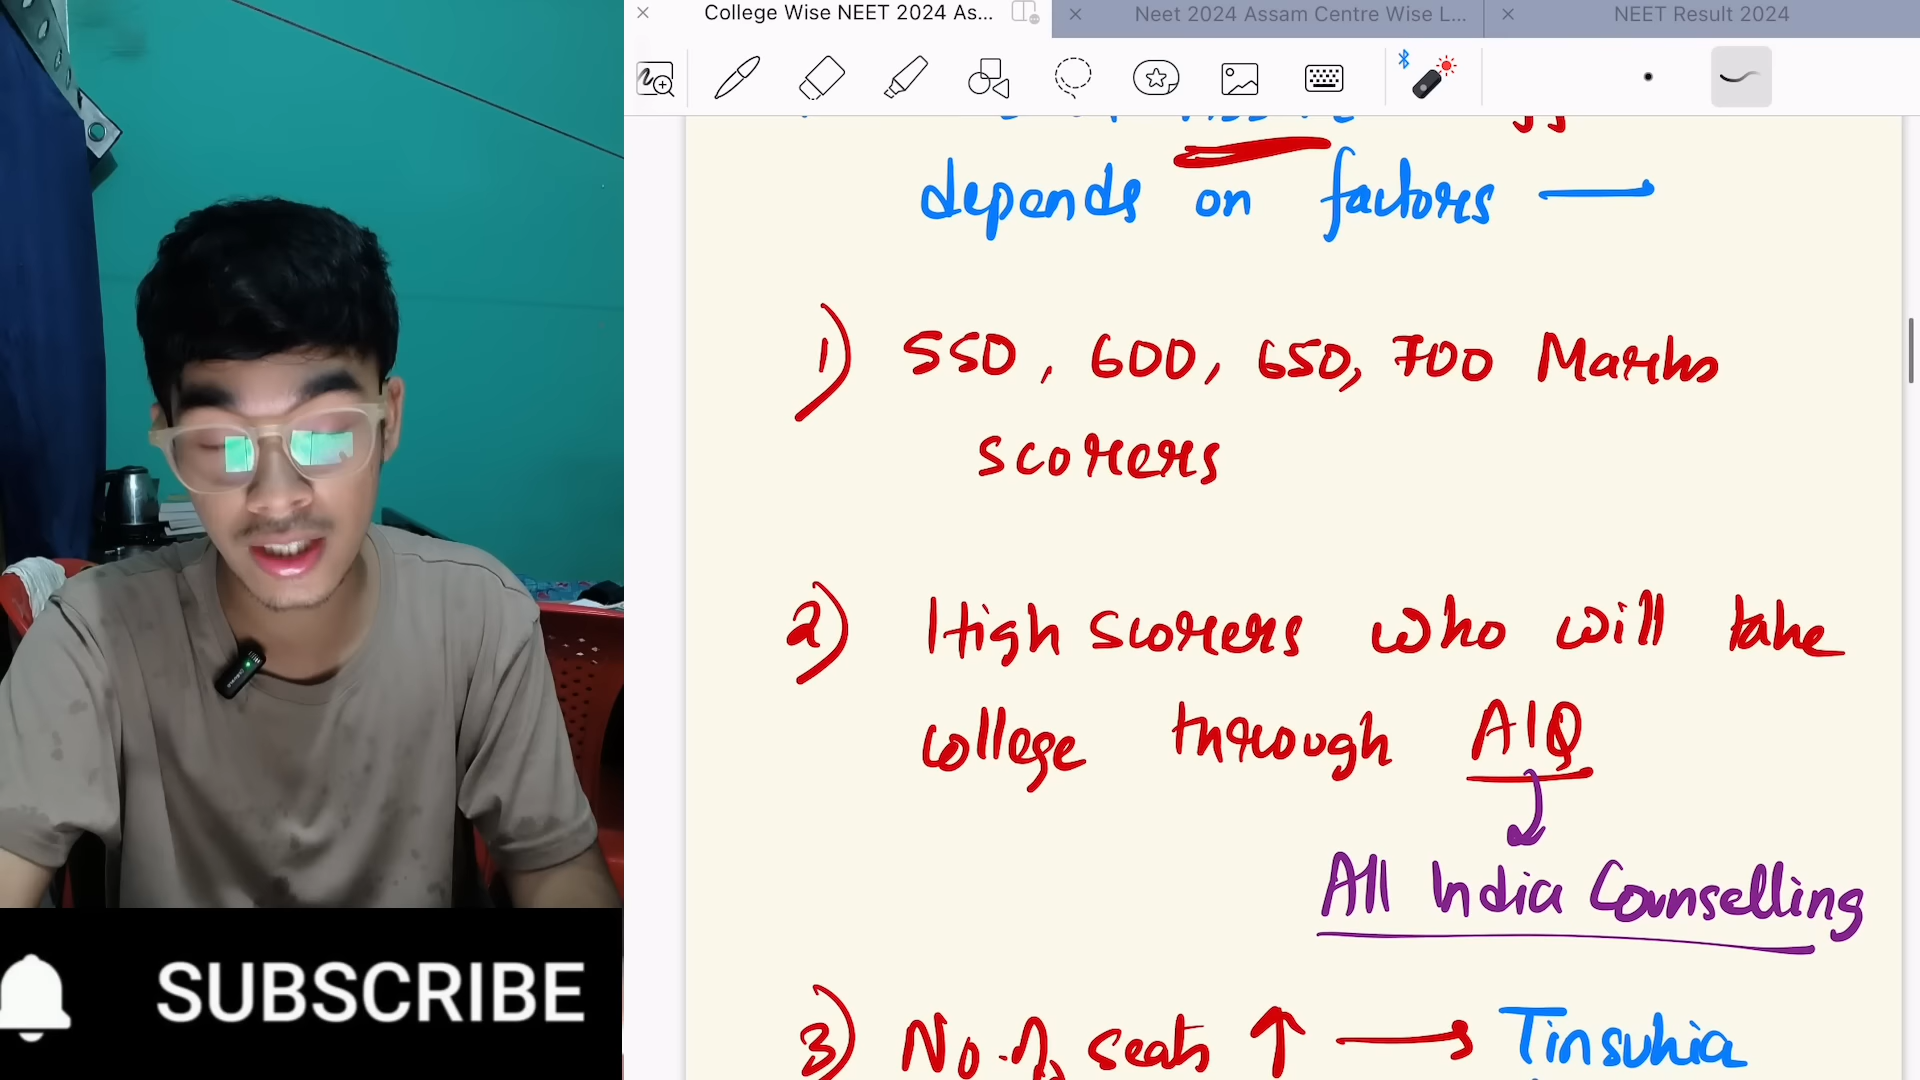 College Wise NEET 2024 As...
Neet 2024 Assam Centre Wise L...
NEET Result 2024
depends on factors →
1) 550, 600, 650, 700 Marks
scorers
2) High scorers who will take
college through AIQ
All India Counselling
3) No. of seats ↑ → Tinsukia
SUBSCRIBE